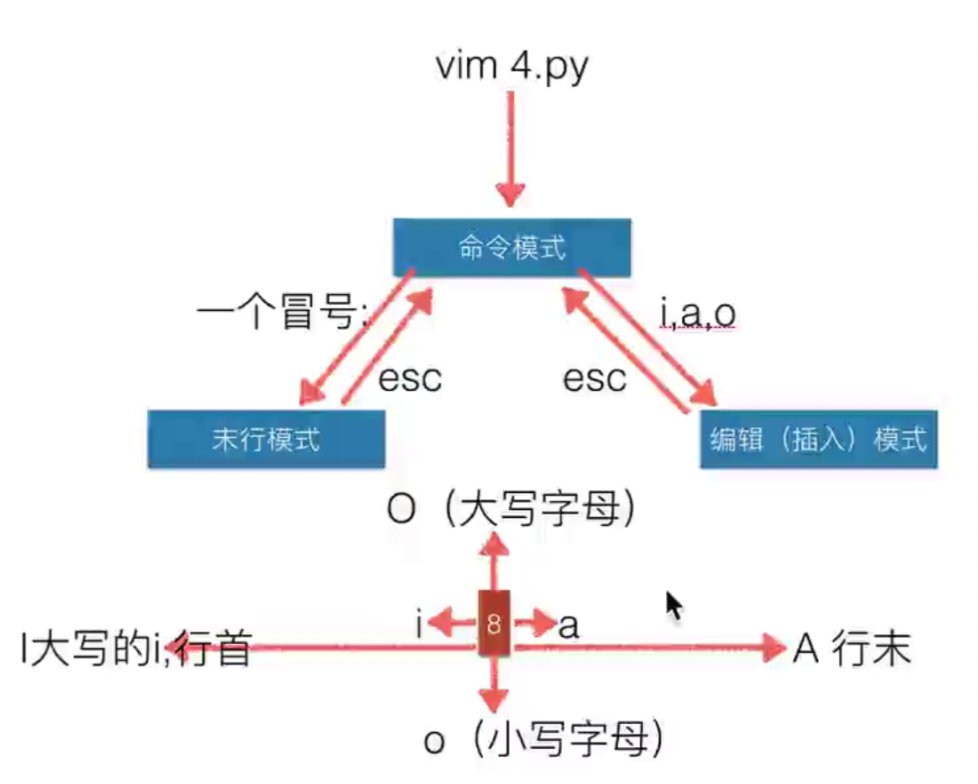 vim 4.py
命令模式
一个冒号:
i,a,o
esc
esc
末行模式
编辑（插入）模式
O（大写字母）
i
8
a
I大写的i,行首
A 行末
o（小写字母）